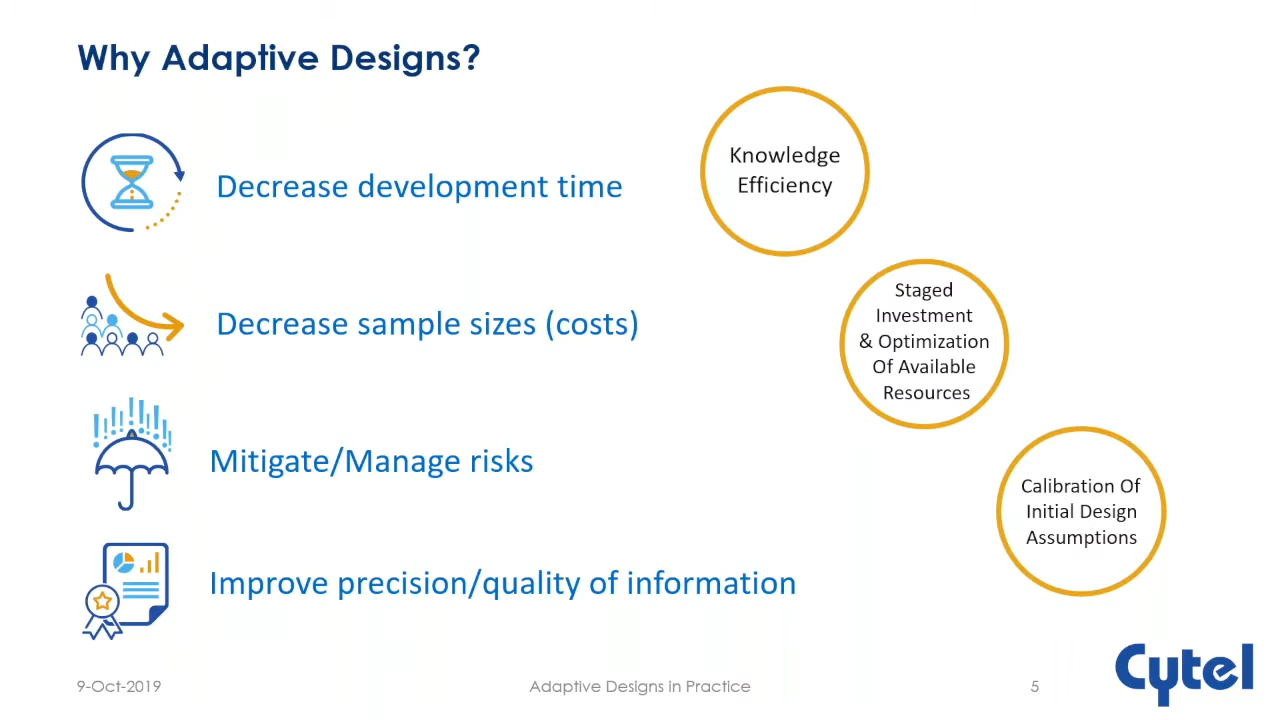 Why Adaptive Designs?
Decrease development time
Decrease sample sizes (costs)
Mitigate/Manage risks
Improve precision/quality of information
Knowledge
Efficiency
Staged
Investment
& Optimization
Of Available
Resources
Calibration Of
Initial Design
Assumptions
9-Oct-2019
Adaptive Designs in Practice
5
Cytel